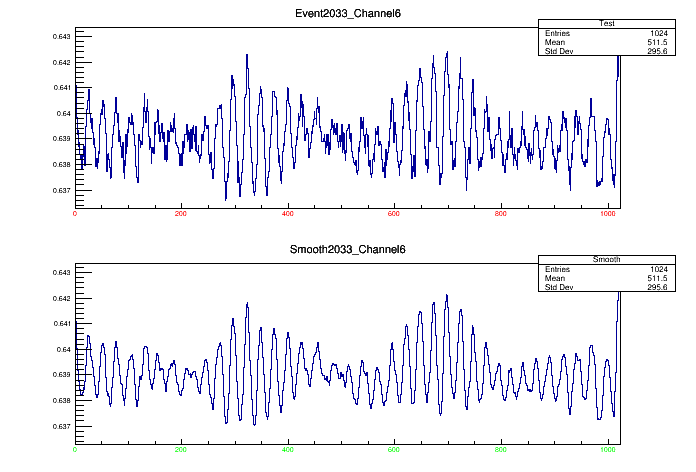 Event2033_Channel6
Test
Entries 1024
Mean 511.5
Std Dev 295.6
0.643
0.642
0.641
0.64
0.639
0.638
0.637
0 200 400 600 800 1000
Smooth2033_Channel6
Smooth
Entries 1024
Mean 511.5
Std Dev 295.6
0.643
0.642
0.641
0.64
0.639
0.638
0.637
0 200 400 600 800 1000